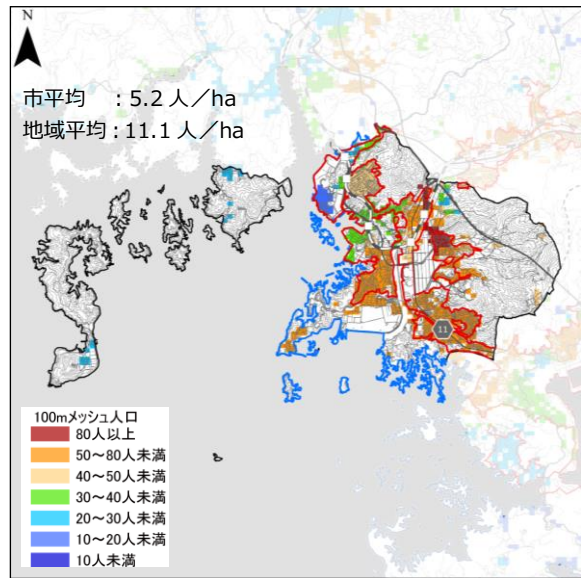 N
市平均 : 5.2 人／ha
地域平均 : 11.1 人／ha
11
100mメッシュ人口
80人以上
50～80人未満
40～50人未満
30～40人未満
20～30人未満
10～20人未満
10人未満